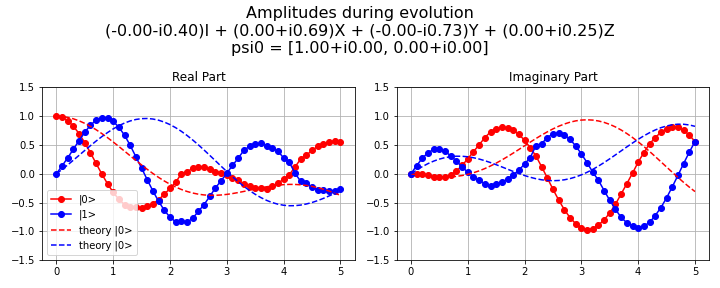 Amplitudes during evolution
(-0.00-i0.40)I + (0.00+i0.69)X + (-0.00-i0.73)Y + (0.00+i0.25)Z
psi0 = [1.00+i0.00, 0.00+i0.00]
Real Part
1.5
1.0
0.5
0.0
−0.5
−1.0
−1.5
0 1 2 3 4 5
|0>
|1>
theory |0>
theory |0>
Imaginary Part
1.5
1.0
0.5
0.0
−0.5
−1.0
−1.5
0 1 2 3 4 5